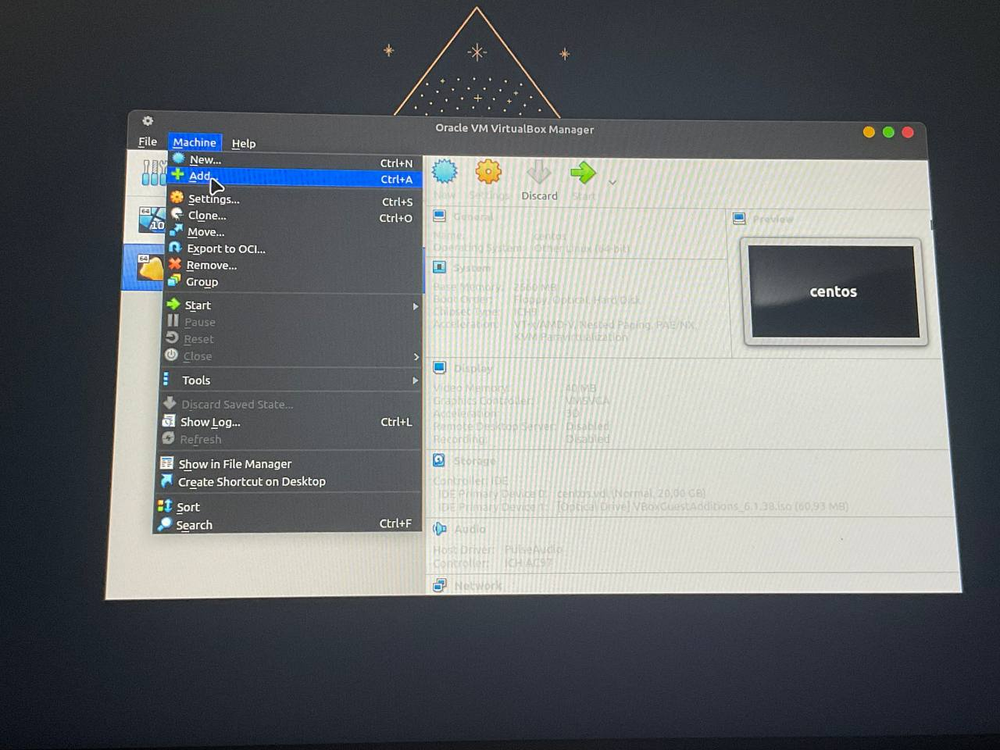 Oracle VM VirtualBox Manager
File Machine Help
New... Ctrl+N
Add... Ctrl+A
Settings... Ctrl+S
Clone... Ctrl+O
Move...
Export to OCI...
Remove...
Group
Start
Pause
Reset
Close
Tools
Discard Saved State...
Show Log... Ctrl+L
Refresh
Show in File Manager
Create Shortcut on Desktop
Sort
Search Ctrl+F
64
10
64
New Settings Discard Start
General
Name: centos
Operating System: Other Linux (64-bit)
System
Base Memory: 2560 MB
Boot Order: Floppy, Optical, Hard Disk
Chipset Type: ICH9
Acceleration: VT-x/AMD-V, Nested Paging, PAE/NX,
KVM Paravirtualization
Display
Video Memory: 40 MB
Graphics Controller: VMSVGA
Acceleration: 3D
Remote Desktop Server: Disabled
Recording: Disabled
Storage
Controller: IDE
IDE Primary Device 0: centos.vdi (Normal, 20,00 GB)
IDE Primary Device 1: [Optical Drive] VBoxGuestAdditions_6.1.38.iso (60,93 MB)
Audio
Host Driver: PulseAudio
Controller: ICH AC97
Network
Preview
centos